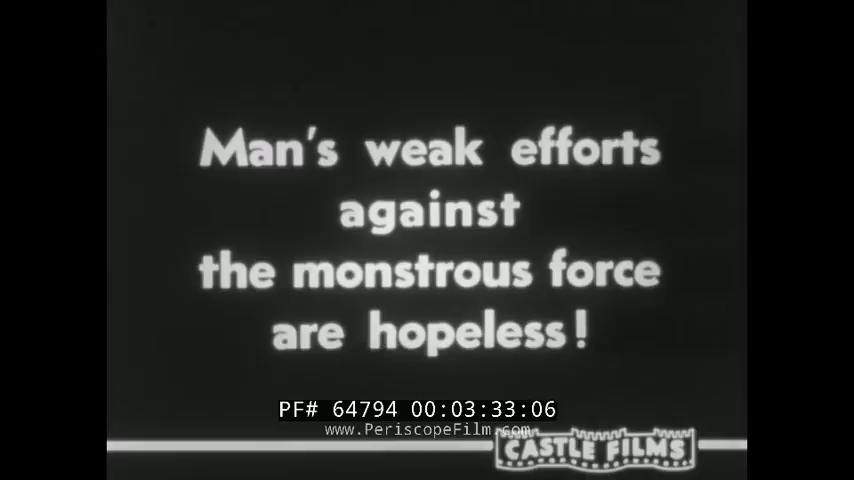 Man's weak efforts
against
the monstrous force
are hopeless!
PF# 64794 00:03:33:06
www.PeriscopeFilm.com
CASTLE FILMS